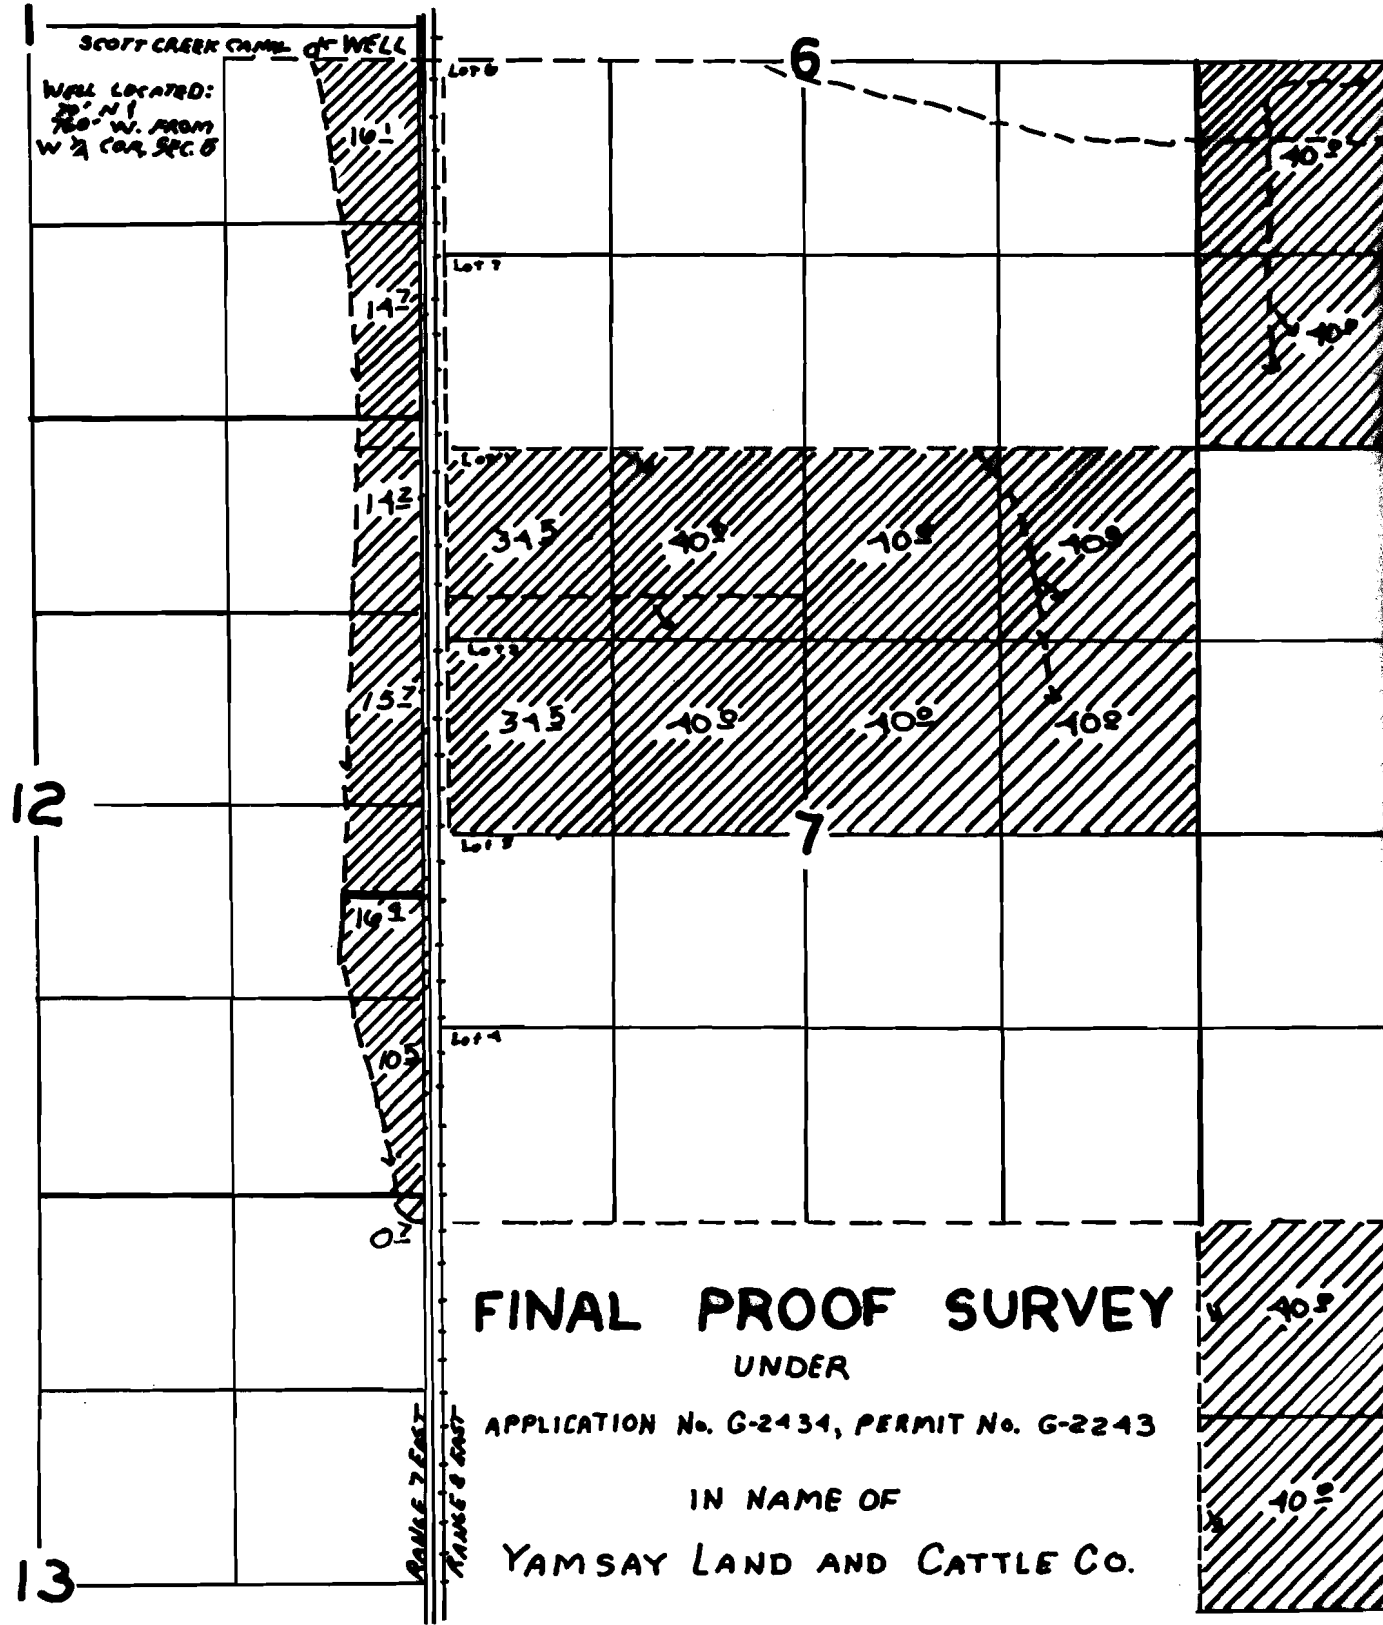 1
SCOTT CREEK CANAL & WELL
WELL LOCATED:
70' N &
760' W. FROM
W ¼ COR. SEC. 6
6
Lot 6
16.1
40.0
Lot 7
14.7
40.0
Lot 1
14.2
34.5 40.0 40.0 40.0
Lot 2
15.7
34.5 40.0 40.0 40.0
12
7
Lot 3
16.9
Lot 4
10.5
0.7
FINAL PROOF SURVEY
UNDER
APPLICATION No. G-2434, PERMIT No. G-2243
IN NAME OF
YAMSAY LAND AND CATTLE CO.
RANGE 7 EAST
RANGE 8 EAST
40.0
40.0
13